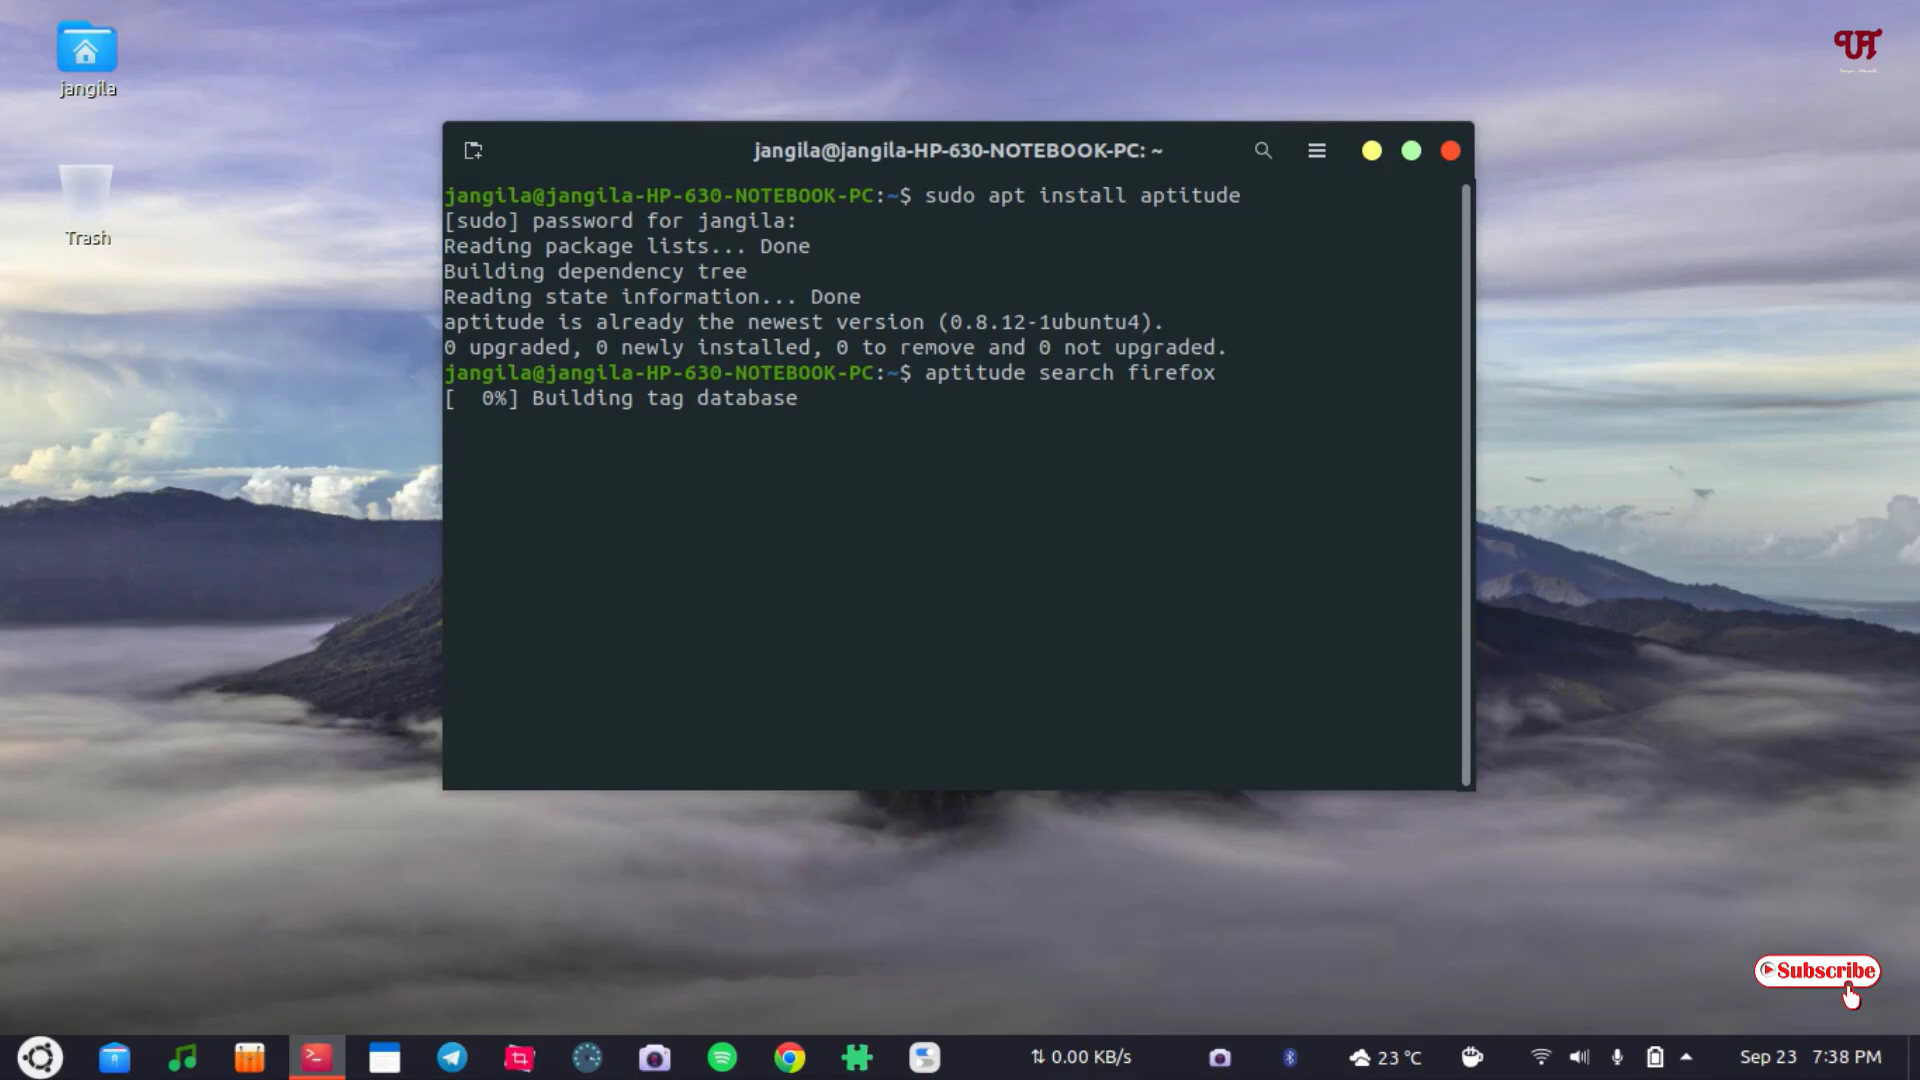 jangila
Trash
jangila@jangila-HP-630-NOTEBOOK-PC: ~
jangila@jangila-HP-630-NOTEBOOK-PC:~$ sudo apt install aptitude
[sudo] password for jangila:
Reading package lists... Done
Building dependency tree
Reading state information... Done
aptitude is already the newest version (0.8.12-1ubuntu4).
0 upgraded, 0 newly installed, 0 to remove and 0 not upgraded.
jangila@jangila-HP-630-NOTEBOOK-PC:~$ aptitude search firefox
[  0%] Building tag database
Subscribe
0.00 KB/s
23 °C
Sep 23 7:38 PM